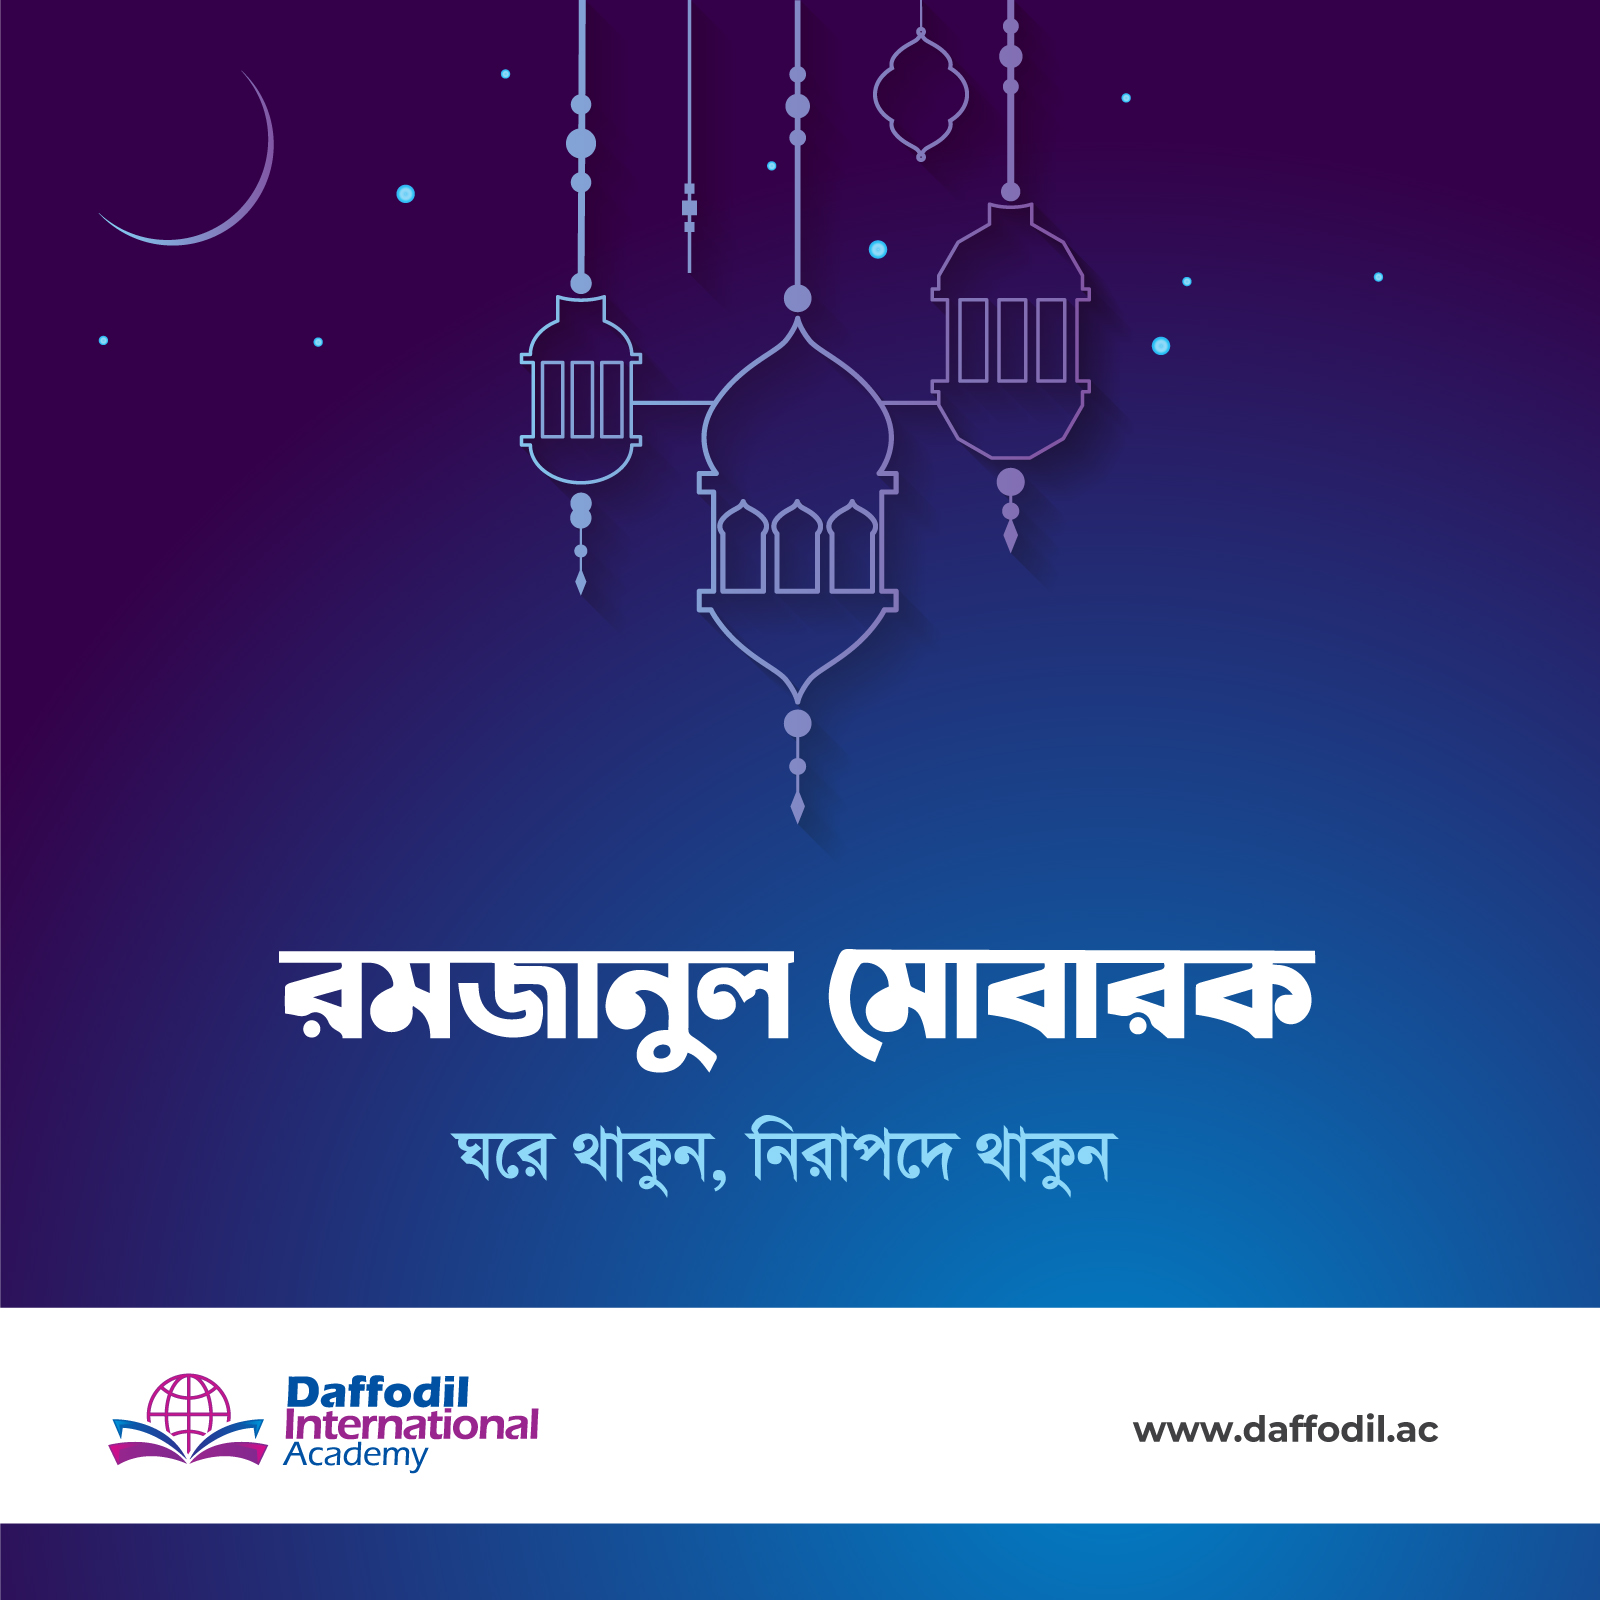 রমজানুল মোবারক
ঘরে থাকুন, নিরাপদে থাকুন
Daffodil
International
Academy
www.daffodil.ac